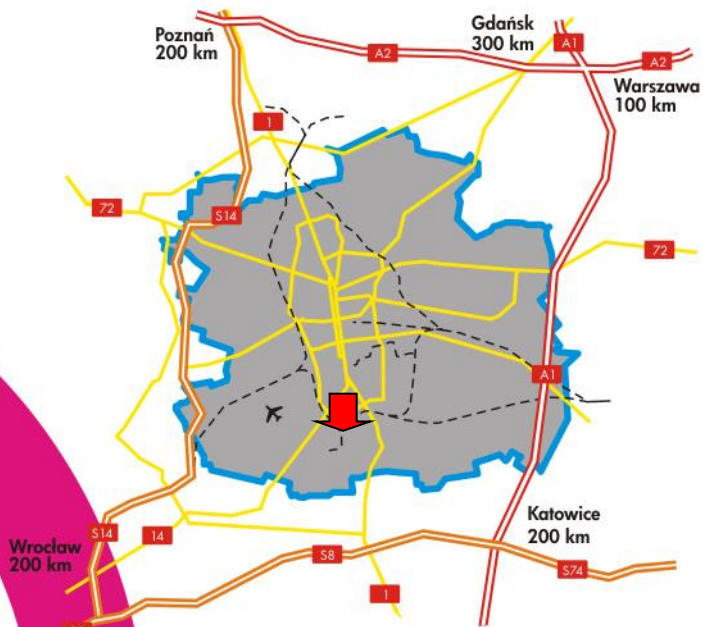 Poznań
200 km
Gdańsk
300 km
A1
A2
A2
Warszawa
100 km
1
72
S14
72
A1
Katowice
200 km
S14
14
Wrocław
200 km
S8
S74
1